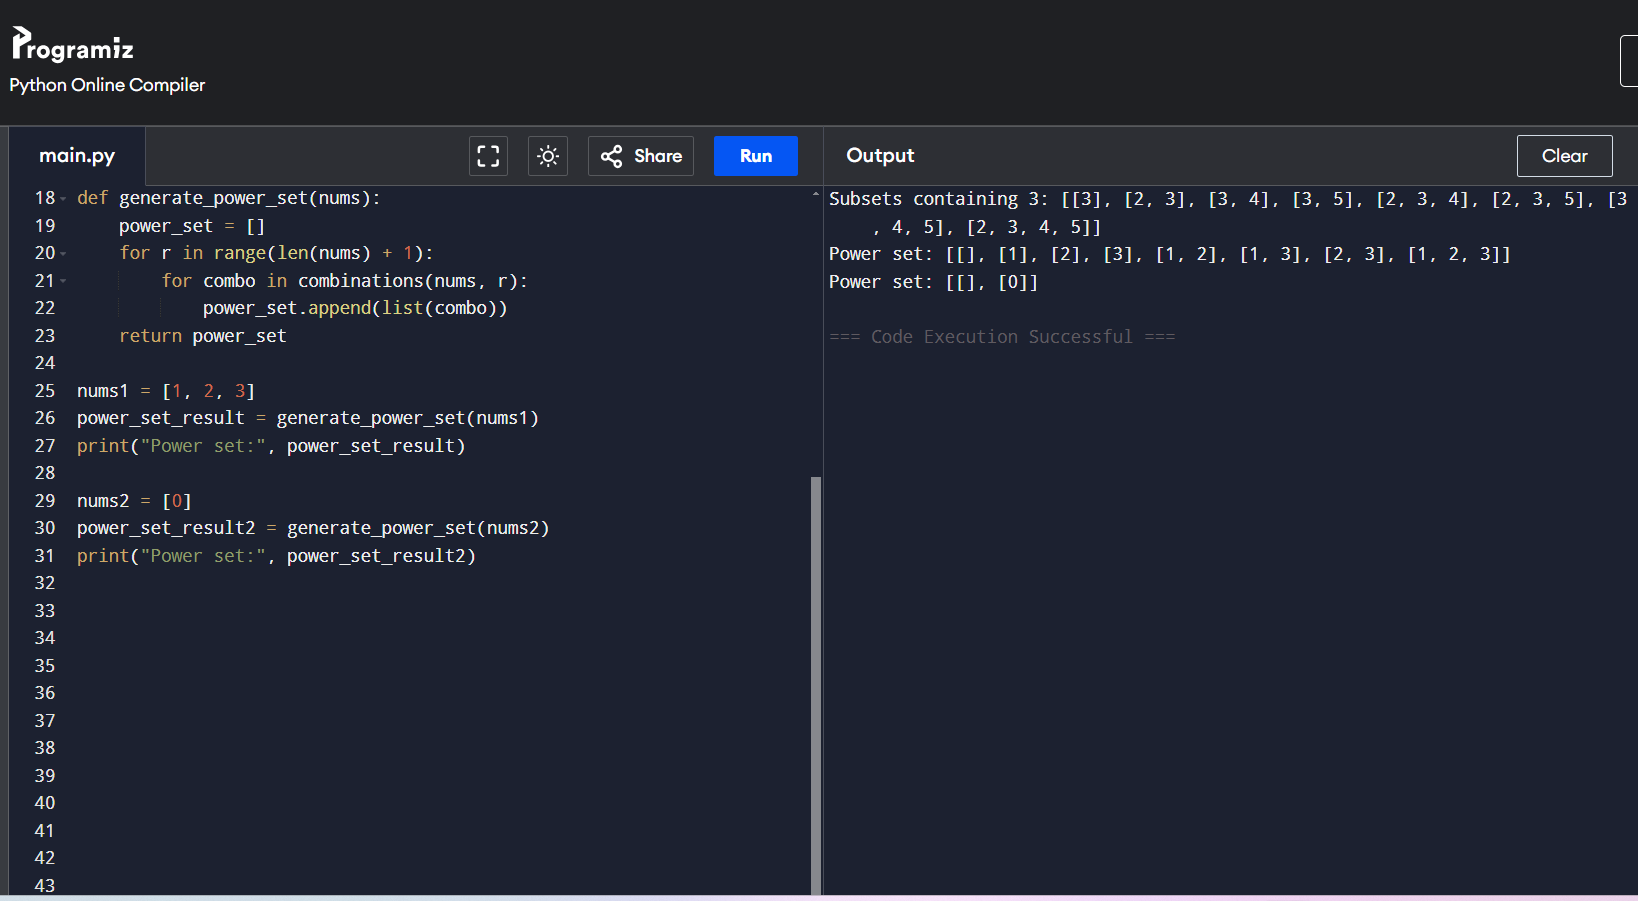 Programiz
Python Online Compiler
main.py
Share
Run
Output
Clear
18 def generate_power_set(nums):
19     power_set = []
20     for r in range(len(nums) + 1):
21         for combo in combinations(nums, r):
22             power_set.append(list(combo))
23     return power_set
24
25 nums1 = [1, 2, 3]
26 power_set_result = generate_power_set(nums1)
27 print("Power set:", power_set_result)
28
29 nums2 = [0]
30 power_set_result2 = generate_power_set(nums2)
31 print("Power set:", power_set_result2)
32
33
34
35
36
37
38
39
40
41
42
43
Subsets containing 3: [[3], [2, 3], [3, 4], [3, 5], [2, 3, 4], [2, 3, 5], [3
    , 4, 5], [2, 3, 4, 5]]
Power set: [[], [1], [2], [3], [1, 2], [1, 3], [2, 3], [1, 2, 3]]
Power set: [[], [0]]
=== Code Execution Successful ===